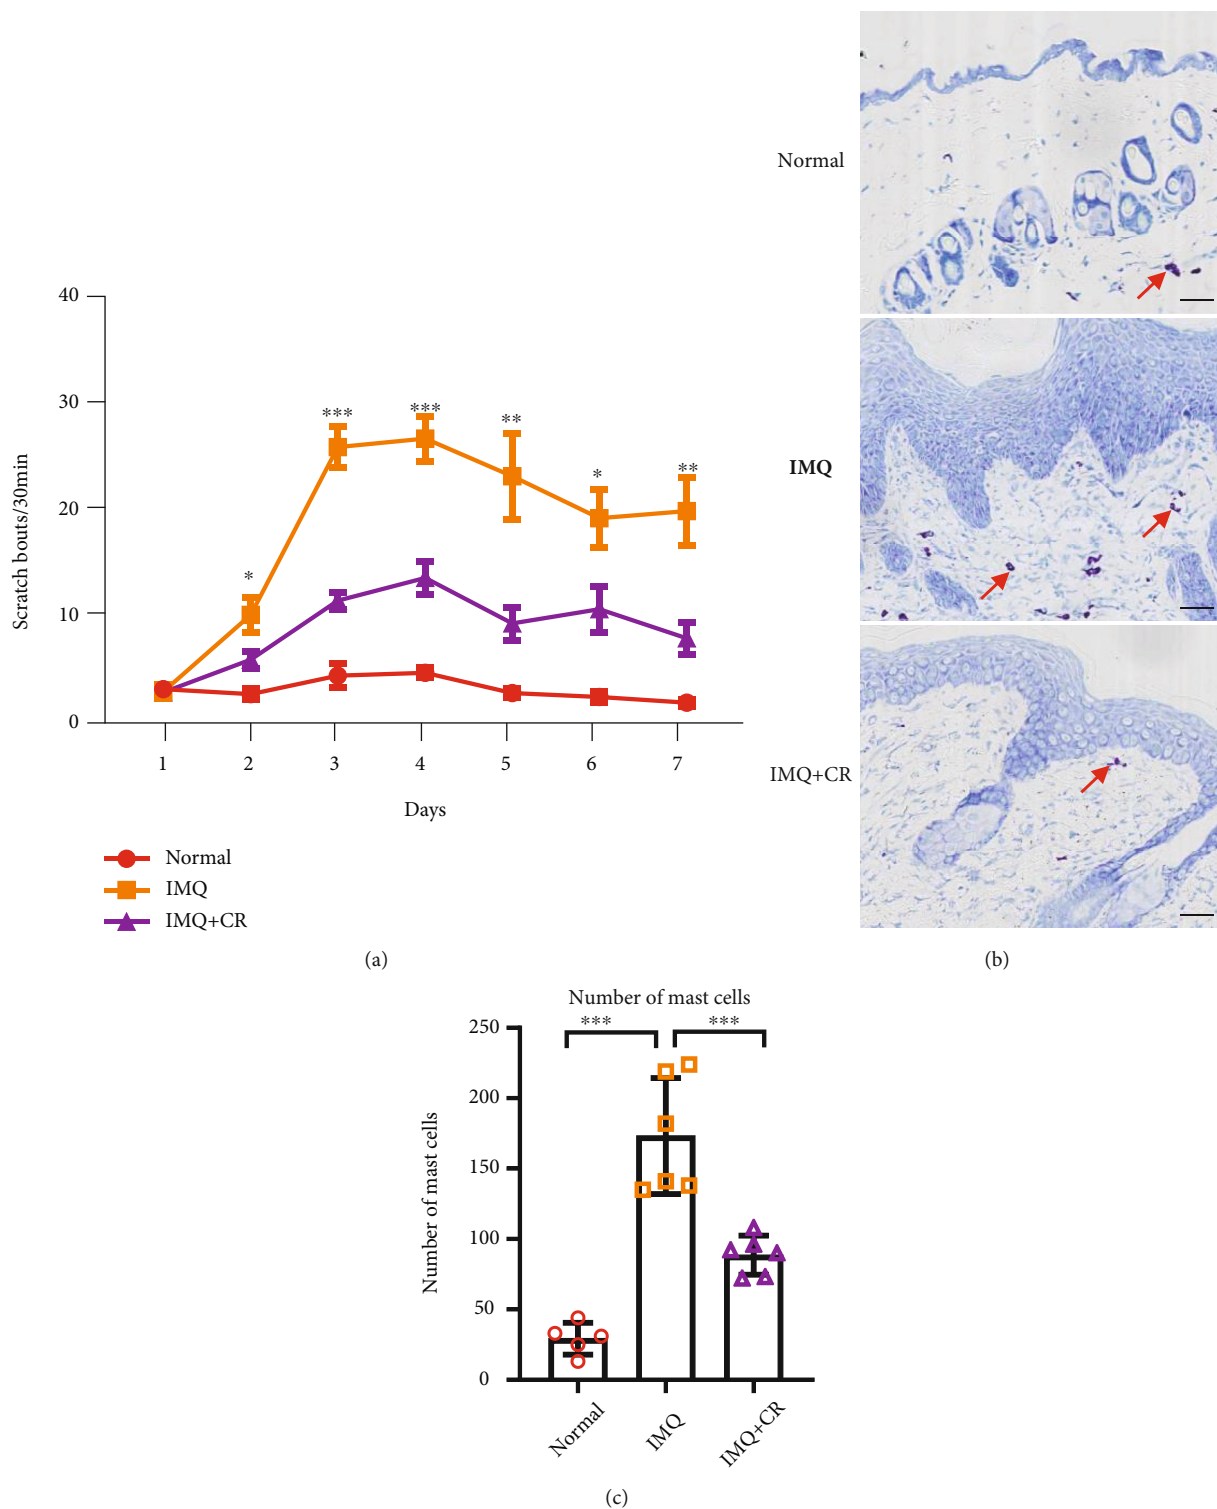 40
30
20
10
0
Scratch bouts/30min
***
***
**
*
**
*
1 2 3 4 5 6 7
Days
Normal
IMQ
IMQ+CR
(a)
Normal
IMQ
IMQ+CR
(b)
Number of mast cells
*** ***
250
200
150
100
50
0
Number of mast cells
Normal IMQ IMQ+CR
(c)